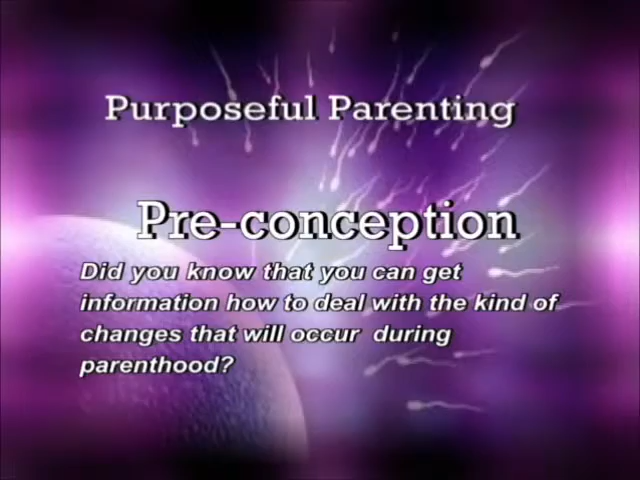 Purposeful Parenting
Pre-conception
Did you know that you can get
information how to deal with the kind of
changes that will occur during
parenthood?